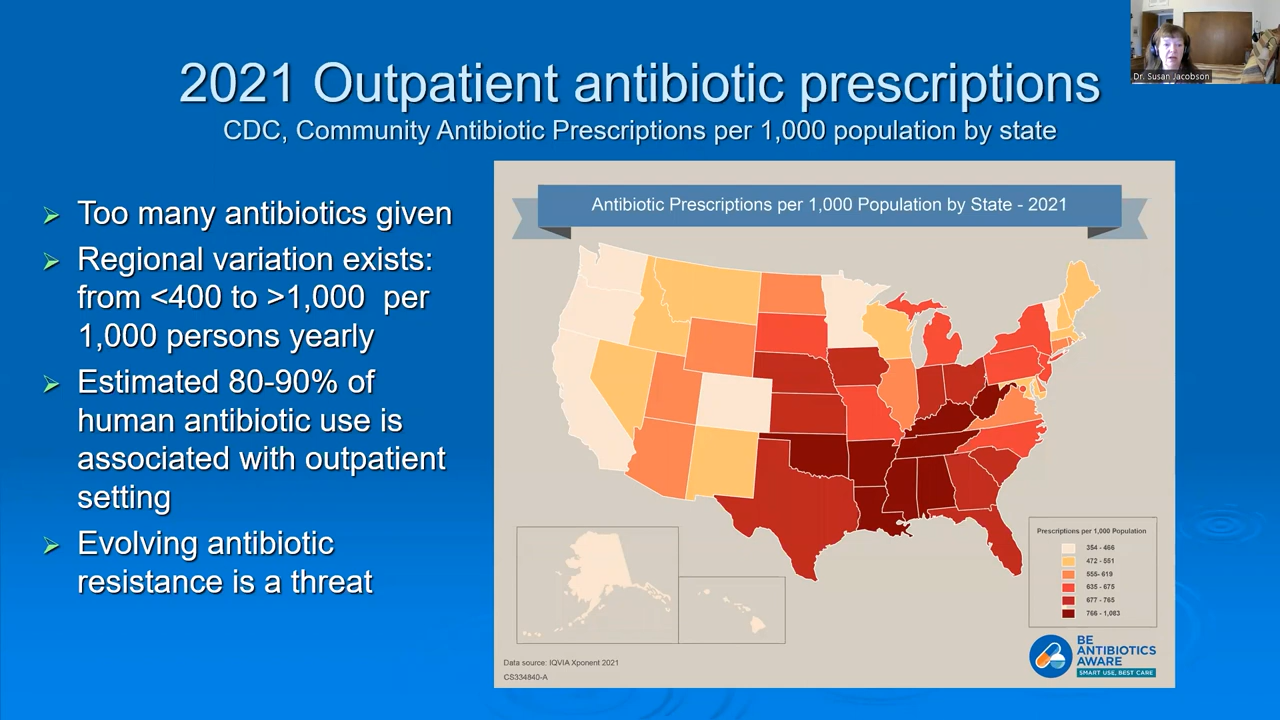 2021 Outpatient antibiotic prescriptions
CDC, Community Antibiotic Prescriptions per 1,000 population by state
Dr. Susan Jacobson
➢ Too many antibiotics given
➢ Regional variation exists:
from <400 to >1,000 per
1,000 persons yearly
➢ Estimated 80-90% of
human antibiotic use is
associated with outpatient
setting
➢ Evolving antibiotic
resistance is a threat
Antibiotic Prescriptions per 1,000 Population by State - 2021
Prescriptions per 1,000 Population
354 - 466
472 - 551
555- 619
635 - 675
677 - 765
766 - 1,083
Data source: IQVIA Xponent 2021
CS334840-A
BE
ANTIBIOTICS
AWARE
SMART USE, BEST CARE